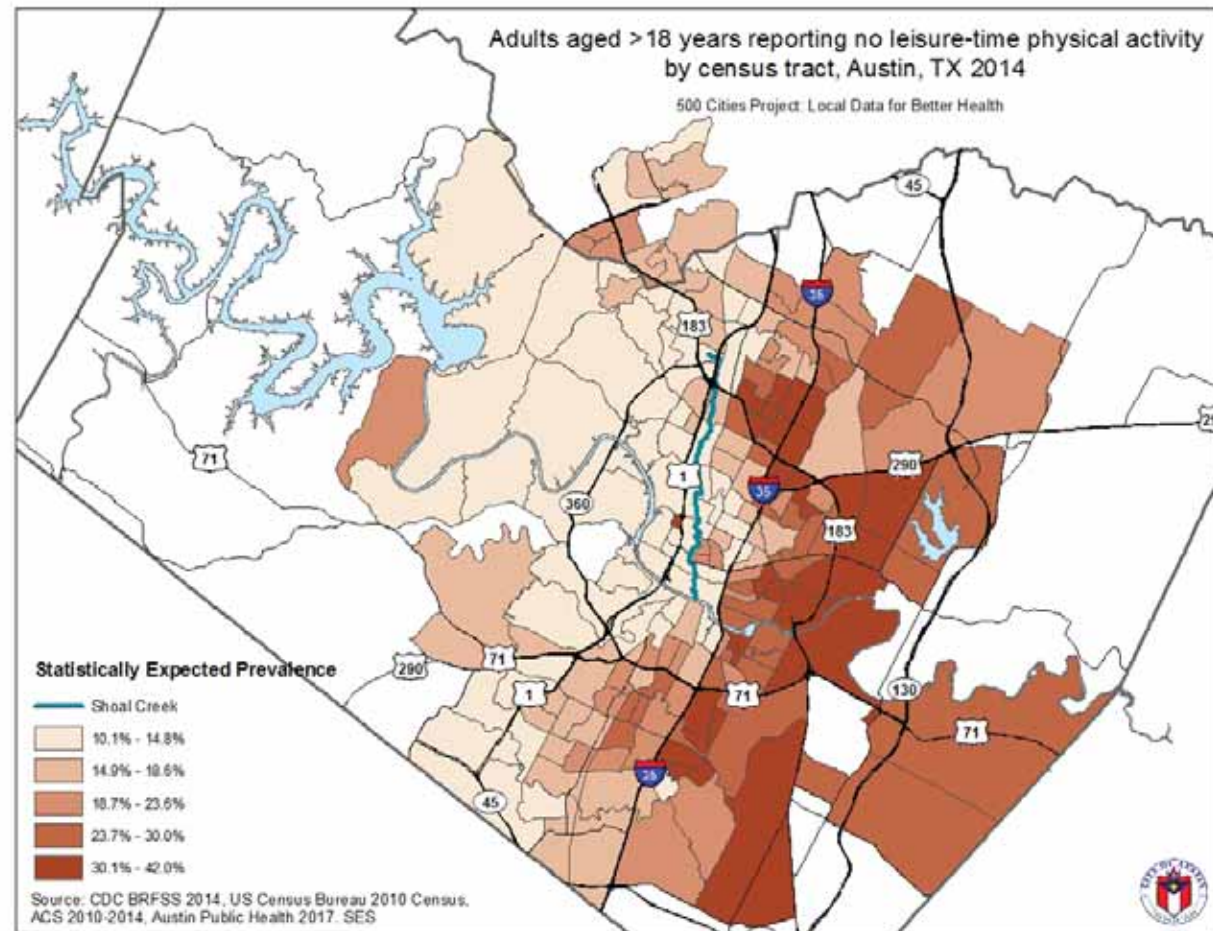 Adults aged >18 years reporting no leisure-time physical activity
by census tract, Austin, TX 2014
500 Cities Project: Local Data for Better Health
45
35
183
290
71
1
290
35
360
183
71
290
71
1
130
71
71
35
45
Statistically Expected Prevalence
Shoal Creek
10.1% - 14.8%
14.9% - 18.6%
18.7% - 23.6%
23.7% - 30.0%
30.1% - 42.0%
Source: CDC BRFSS 2014, US Census Bureau 2010 Census,
ACS 2010-2014, Austin Public Health 2017. SES